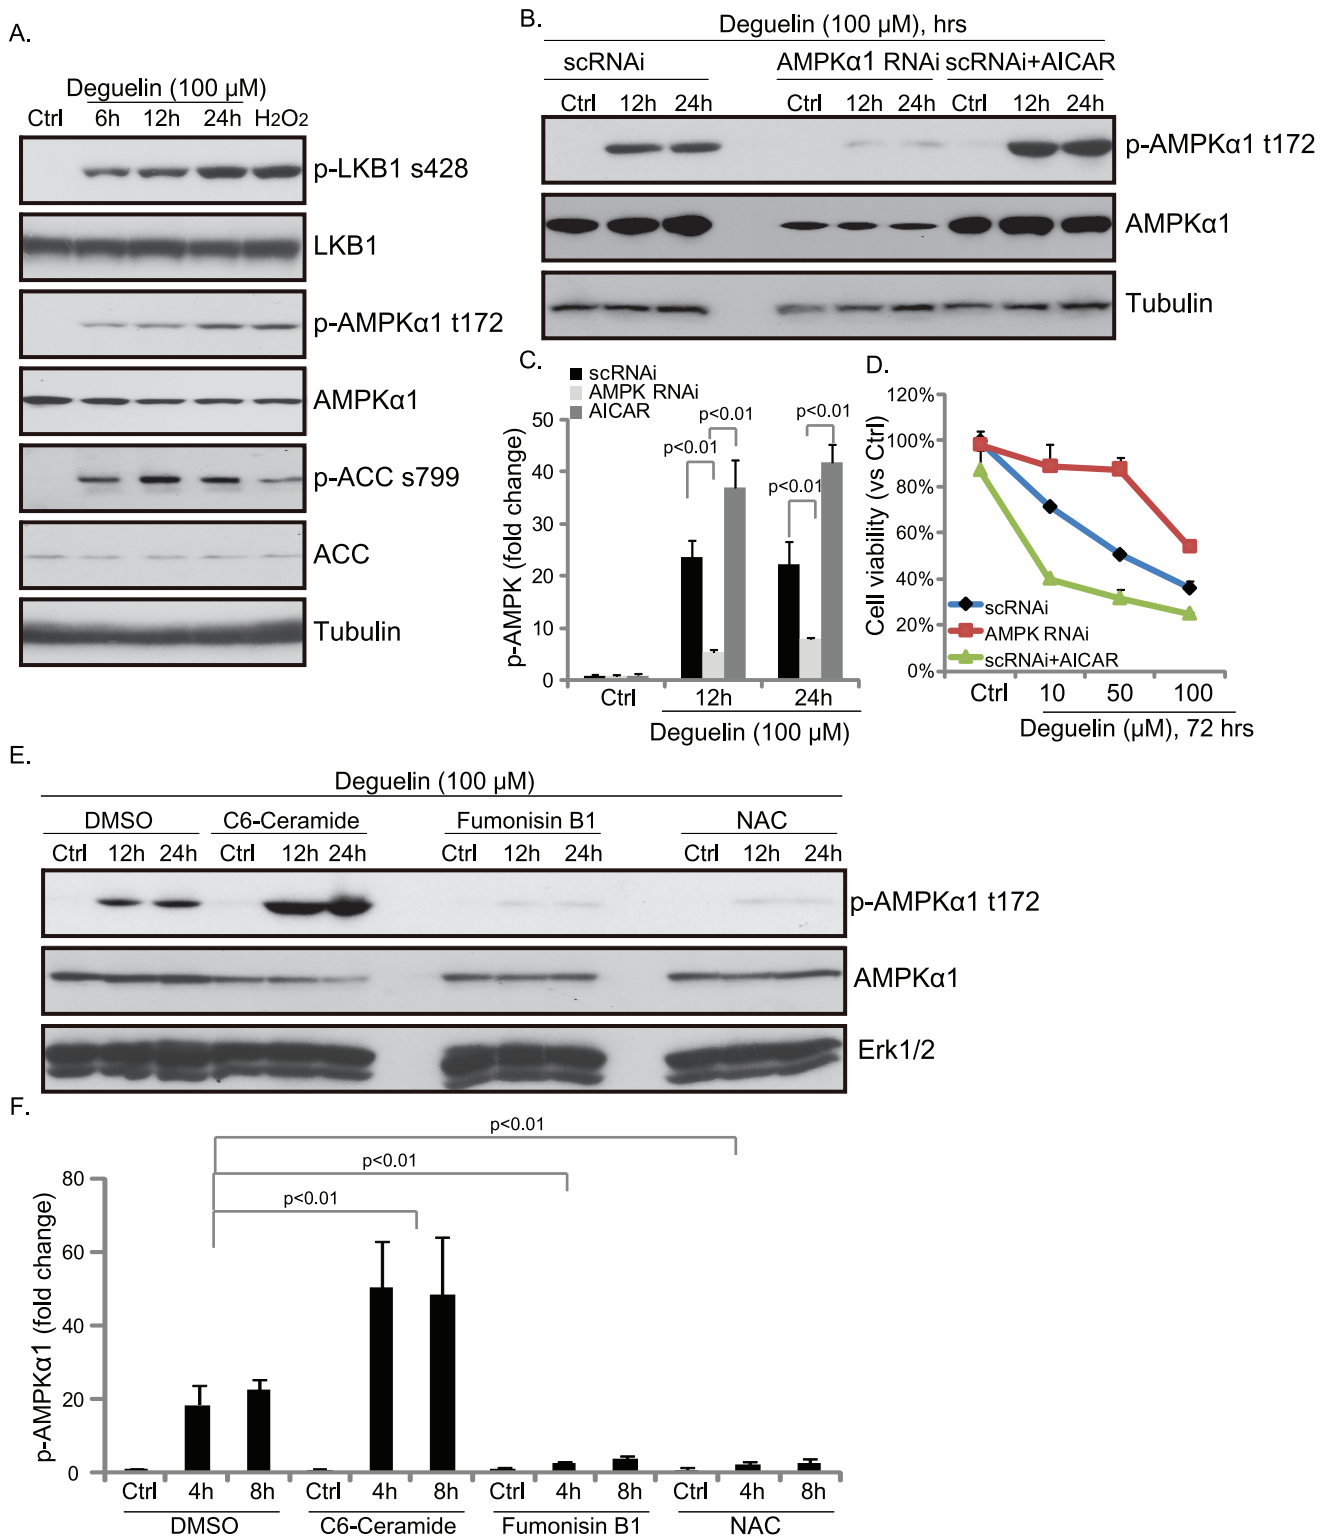 A.
Deguelin (100 µM)
Ctrl 6h 12h 24h H2O2
p-LKB1 s428
LKB1
p-AMPKα1 t172
AMPKα1
p-ACC s799
ACC
Tubulin
B.
Deguelin (100 µM), hrs
scRNAi AMPKα1 RNAi scRNAi+AICAR
Ctrl 12h 24h Ctrl 12h 24h Ctrl 12h 24h
p-AMPKα1 t172
AMPKα1
Tubulin
C.
scRNAi
AMPK RNAi
AICAR
p-AMPK (fold change)
50
40
30
20
10
0
p<0.01
p<0.01
p<0.01
p<0.01
Ctrl 12h 24h
Deguelin (100 µM)
D.
Cell viability (vs Ctrl)
120%
100%
80%
60%
40%
20%
0%
scRNAi
AMPK RNAi
scRNAi+AICAR
Ctrl 10 50 100
Deguelin (µM), 72 hrs
E.
Deguelin (100 µM)
DMSO C6-Ceramide Fumonisin B1 NAC
Ctrl 12h 24h Ctrl 12h 24h Ctrl 12h 24h Ctrl 12h 24h
p-AMPKα1 t172
AMPKα1
Erk1/2
F.
p<0.01
p<0.01
p<0.01
p-AMPKα1 (fold change)
80
60
40
20
0
Ctrl 4h 8h Ctrl 4h 8h Ctrl 4h 8h Ctrl 4h 8h
DMSO C6-Ceramide Fumonisin B1 NAC